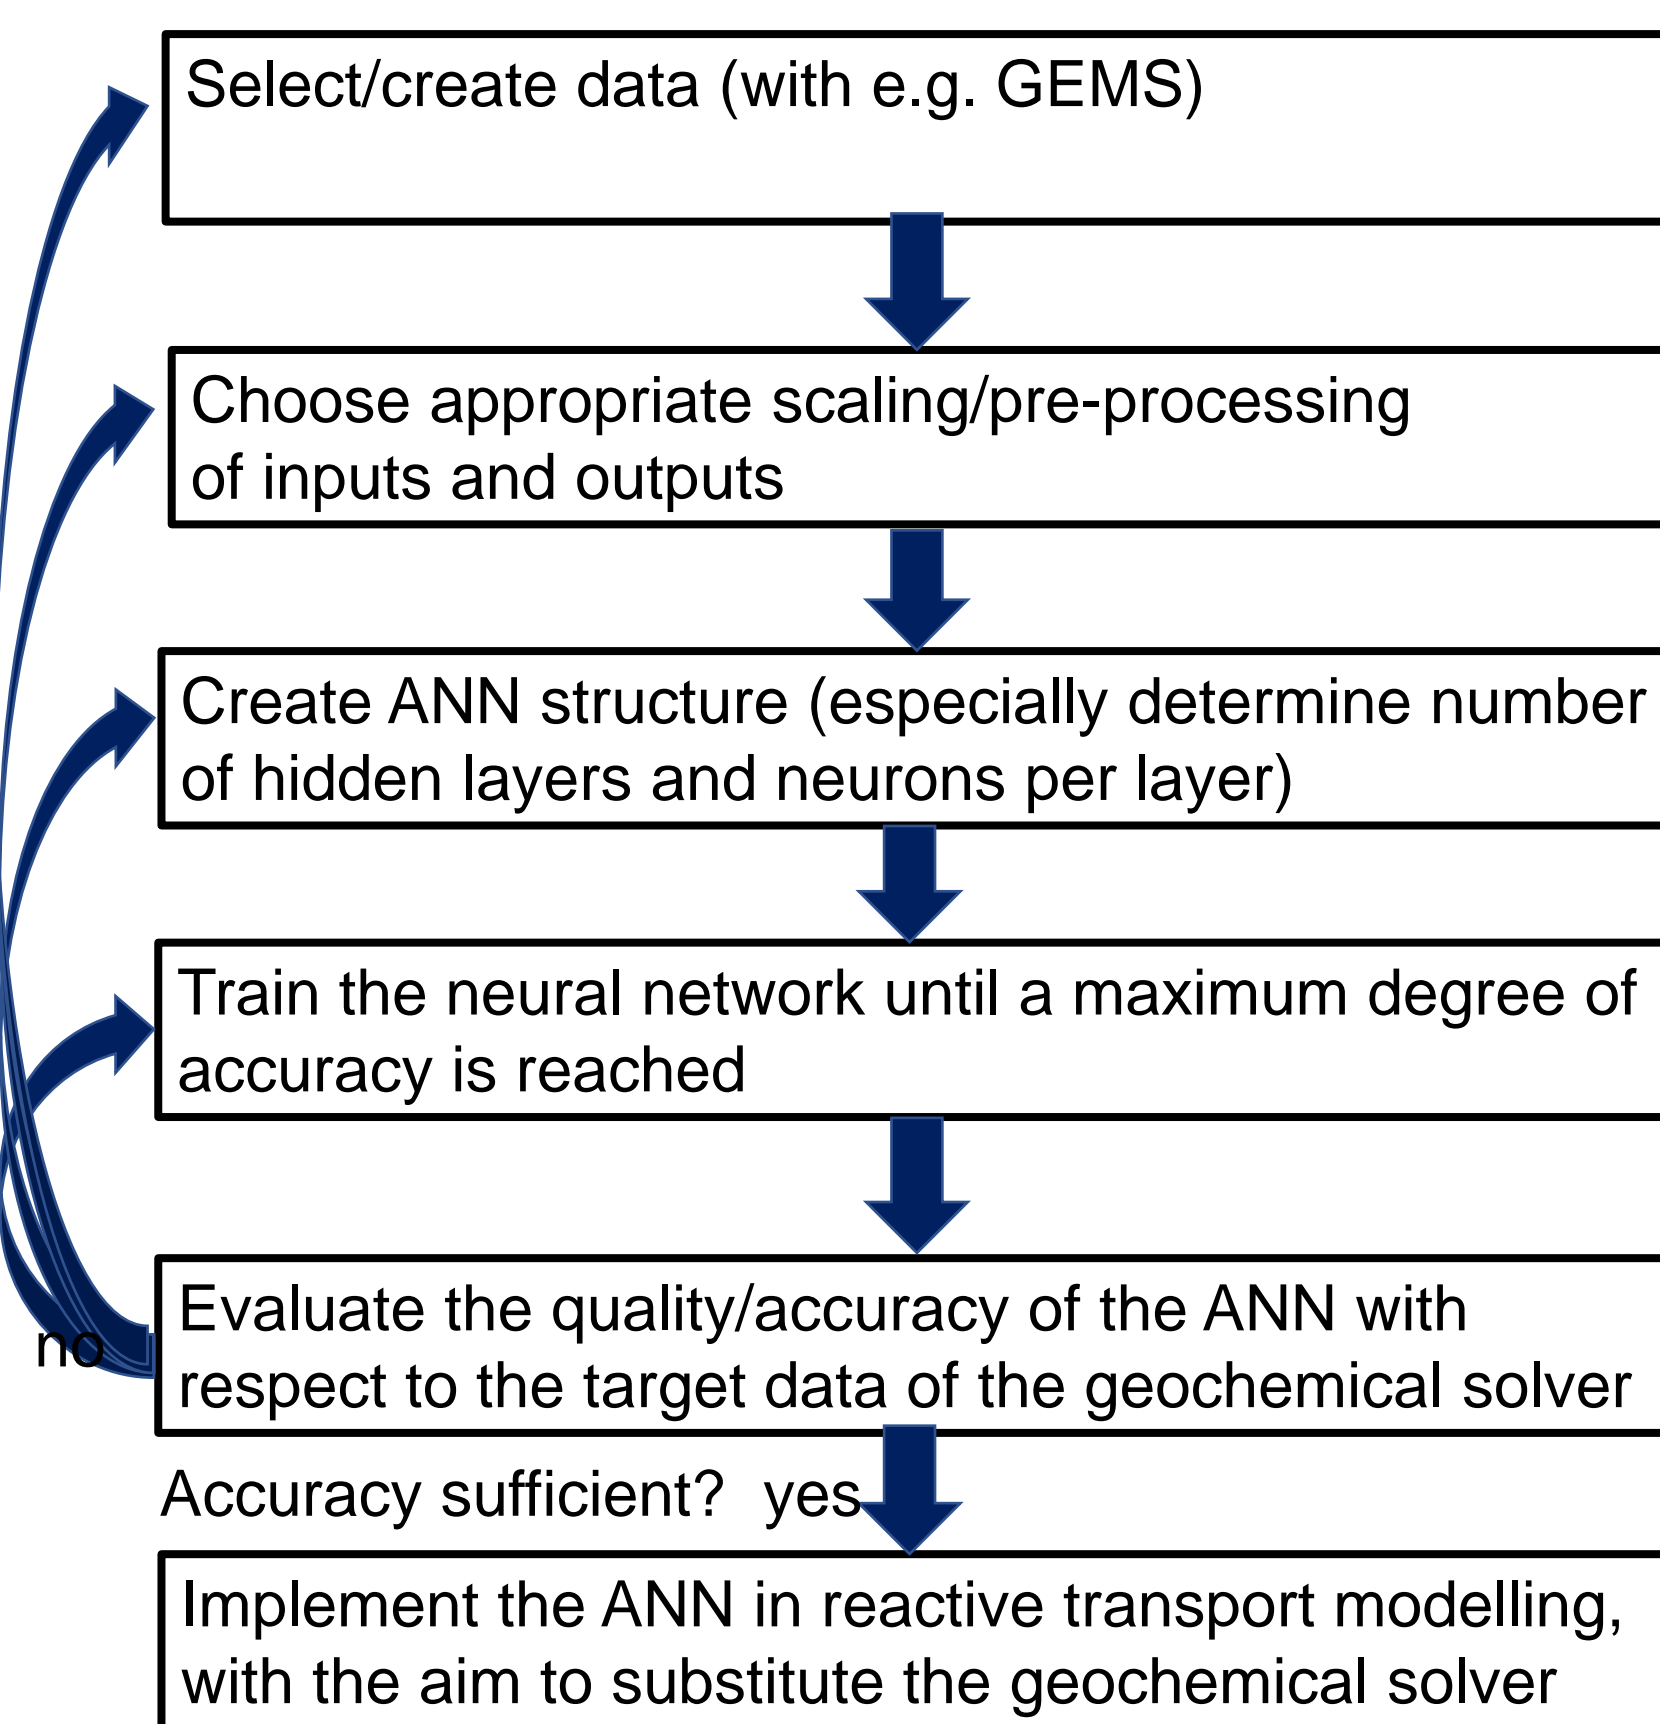 Select/create data (with e.g. GEMS)
Choose appropriate scaling/pre-processing
of inputs and outputs
Create ANN structure (especially determine number
of hidden layers and neurons per layer)
Train the neural network until a maximum degree of
accuracy is reached
Evaluate the quality/accuracy of the ANN with
no
respect to the target data of the geochemical solver
Accuracy sufficient? yes
Implement the ANN in reactive transport modelling,
with the aim to substitute the geochemical solver